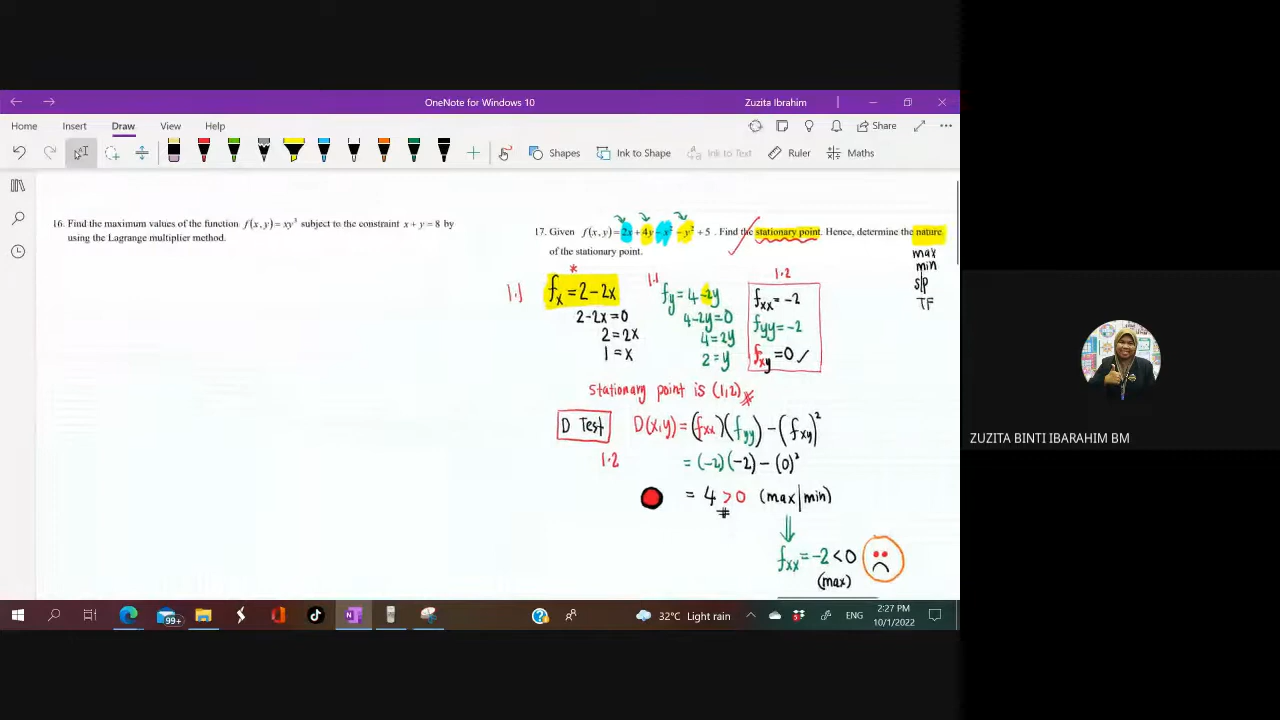 OneNote for Windows 10
Zuzita Ibrahim
Home Insert Draw View Help
Share
Shapes Ink to Shape Ink to Text Ruler Maths
16. Find the maximum values of the function f(x, y) = xy³ subject to the constraint x + y = 8 by
using the Lagrange multiplier method.
17. Given f(x, y) = 2x + 4y − x² − y² + 5 . Find the stationary point. Hence, determine the nature
of the stationary point.
max
min
s/p
TF
1.1
*
fx = 2 − 2x
2 − 2x = 0
2 = 2x
1 = x
1.1
fy = 4 − 2y
4 − 2y = 0
4 = 2y
2 = y
1.2
fxx = −2
fyy = −2
fxy = 0 ✓
stationary point is (1,2)
D Test
1.2
D(x,y) = (fxx)(fyy) − (fxy)²
= (−2)(−2) − (0)²
= 4 > 0 (max|min)
⇓
fxx = −2 < 0
(max)
ZUZITA BINTI IBARAHIM BM
99+
32°C Light rain
ENG
2:27 PM
10/1/2022